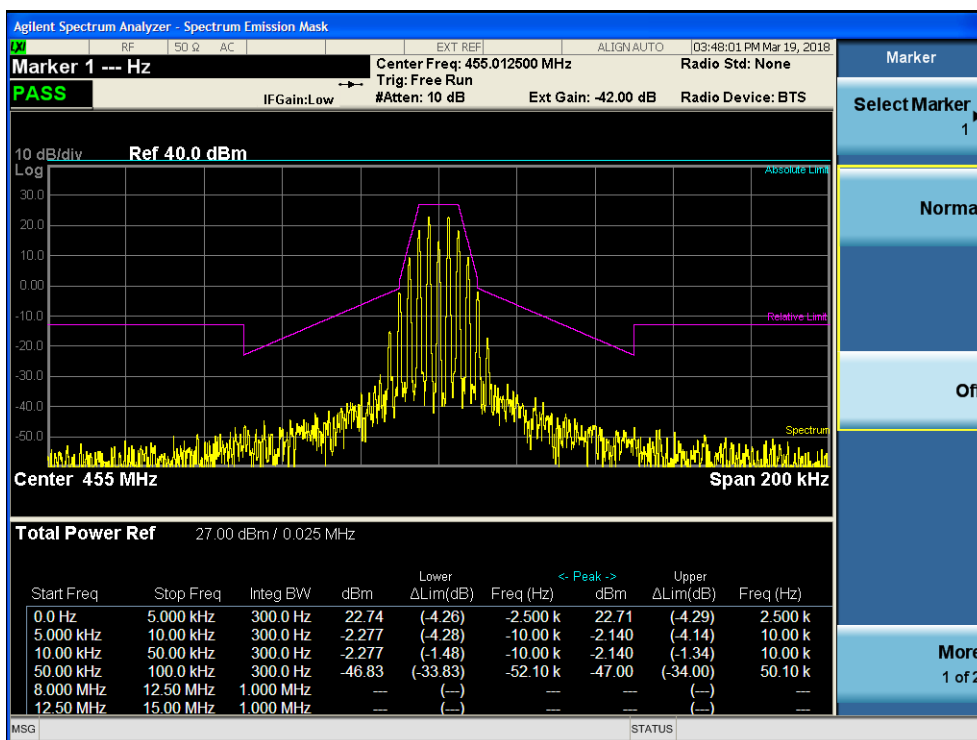 Agilent Spectrum Analyzer - Spectrum Emission Mask
LXI RF 50 Ω AC EXT REF ALIGN AUTO 03:48:01 PM Mar 19, 2018
Marker 1 --- Hz
Center Freq: 455.012500 MHz
Radio Std: None
Trig: Free Run
PASS
IFGain:Low
#Atten: 10 dB
Ext Gain: -42.00 dB
Radio Device: BTS
10 dB/div Ref 40.0 dBm
Log
Absolute Limit
30.0
20.0
10.0
0.00
-10.0
Relative Limit
-20.0
-30.0
-40.0
-50.0
Spectrum
Center 455 MHz
Span 200 kHz
Total Power Ref 27.00 dBm / 0.025 MHz
Lower <- Peak -> Upper
Start Freq Stop Freq Integ BW dBm ΔLim(dB) Freq (Hz) dBm ΔLim(dB) Freq (Hz)
0.0 Hz 5.000 kHz 300.0 Hz 22.74 (-4.26) -2.500 k 22.71 (-4.29) 2.500 k
5.000 kHz 10.00 kHz 300.0 Hz -2.277 (-4.28) -10.00 k -2.140 (-4.14) 10.00 k
10.00 kHz 50.00 kHz 300.0 Hz -2.277 (-1.48) -10.00 k -2.140 (-1.34) 10.00 k
50.00 kHz 100.0 kHz 300.0 Hz -46.83 (-33.83) -52.10 k -47.00 (-34.00) 50.10 k
8.000 MHz 12.50 MHz 1.000 MHz --- (---) --- --- (---) ---
12.50 MHz 15.00 MHz 1.000 MHz --- (---) --- --- (---) ---
MSG
STATUS
Marker
Select Marker
1
Norma
Off
More
1 of 2